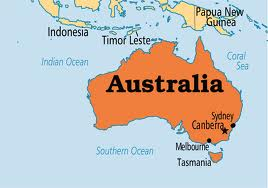 Papua New
Guinea
Indonesia
Timor Leste
Coral
Sea
Indian Ocean
Australia
Sydney
Canberra
Melbourne
Southern Ocean
Tasmania